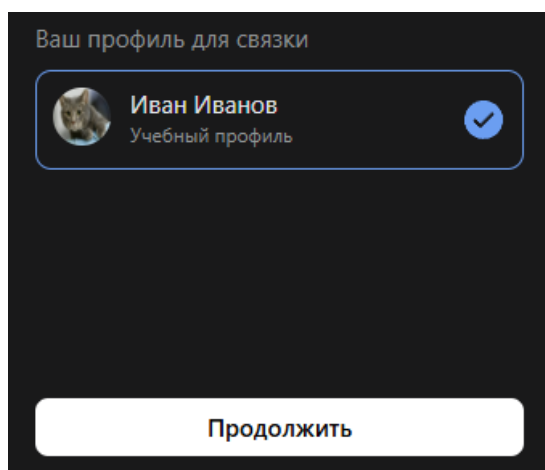 Ваш профиль для связки
Иван Иванов
Учебный профиль
Продолжить